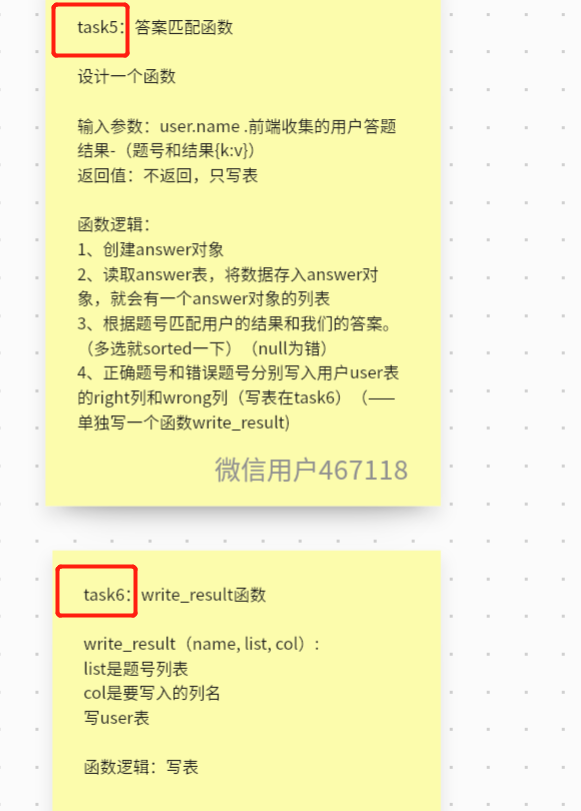 task5：答案匹配函数
设计一个函数
输入参数：user.name .前端收集的用户答题
结果-（题号和结果{k:v}）
返回值：不返回，只写表
函数逻辑：
1、创建answer对象
2、读取answer表，将数据存入answer对
象，就会有一个answer对象的列表
3、根据题号匹配用户的结果和我们的答案。
（多选就sorted一下）（null为错）
4、正确题号和错误题号分别写入用户user表
的right列和wrong列（写表在task6）（——
单独写一个函数write_result)
微信用户467118
task6：write_result函数
write_result（name, list, col）:
list是题号列表
col是要写入的列名
写user表
函数逻辑：写表